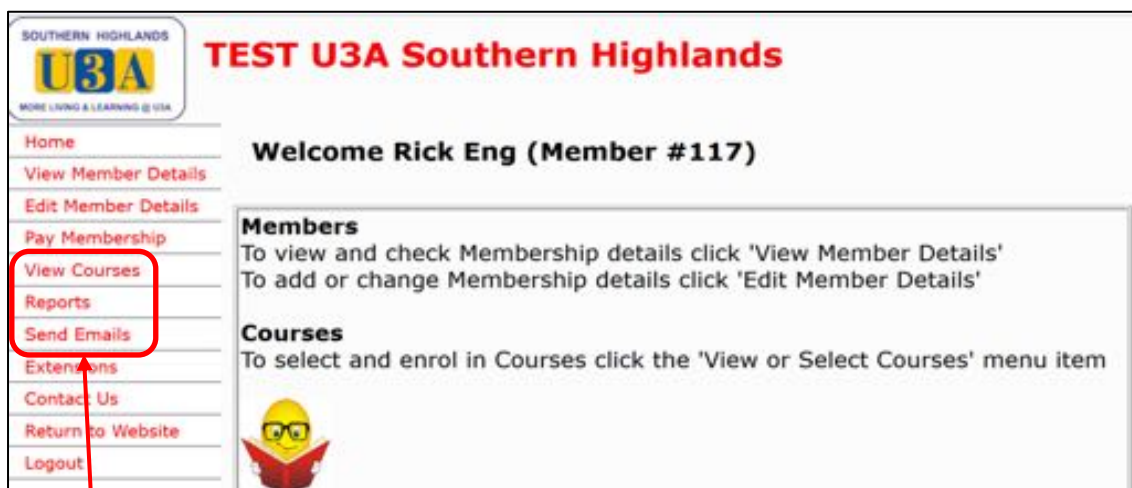 SOUTHERN HIGHLANDS
U3A
MORE LIVING & LEARNING @ U3A
TEST U3A Southern Highlands
Home
View Member Details
Edit Member Details
Pay Membership
View Courses
Reports
Send Emails
Extensions
Contact Us
Return to Website
Logout
Welcome Rick Eng (Member #117)
Members
To view and check Membership details click 'View Member Details'
To add or change Membership details click 'Edit Member Details'
Courses
To select and enrol in Courses click the 'View or Select Courses' menu item